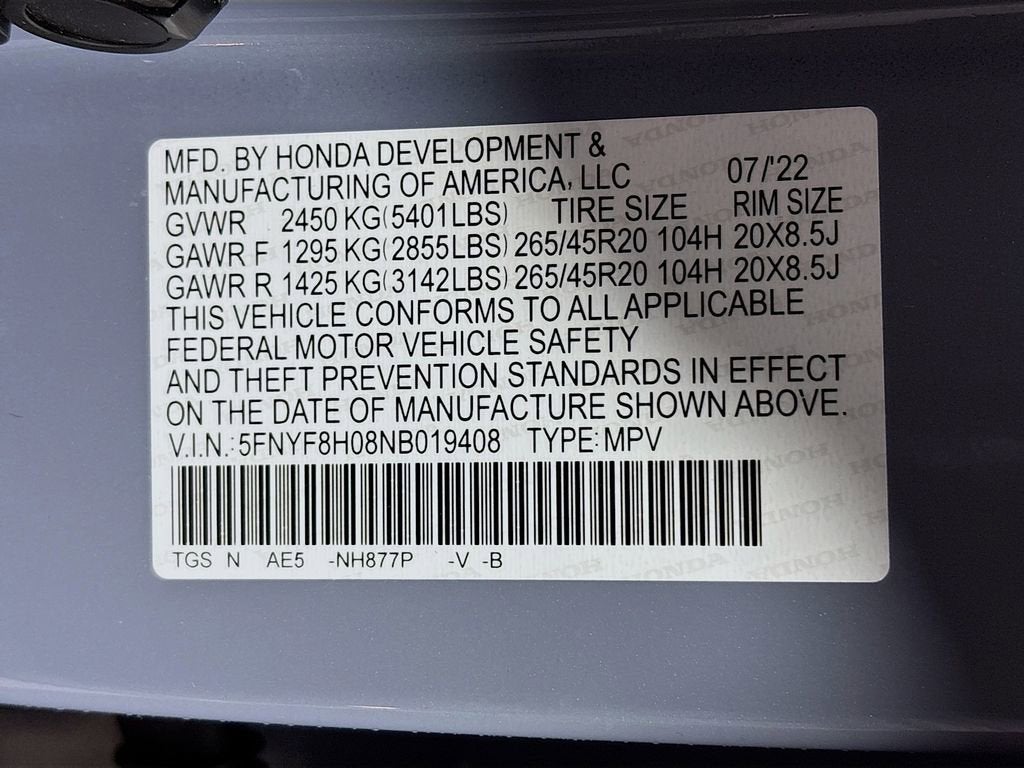 MFD. BY HONDA DEVELOPMENT &
MANUFACTURING OF AMERICA, LLC 07/'22
GVWR 2450 KG(5401LBS) TIRE SIZE RIM SIZE
GAWR F 1295 KG(2855LBS) 265/45R20 104H 20X8.5J
GAWR R 1425 KG(3142LBS) 265/45R20 104H 20X8.5J
THIS VEHICLE CONFORMS TO ALL APPLICABLE
FEDERAL MOTOR VEHICLE SAFETY
AND THEFT PREVENTION STANDARDS IN EFFECT
ON THE DATE OF MANUFACTURE SHOWN ABOVE.
V.I.N.: 5FNYF8H08NB019408 TYPE: MPV
TGS N AE5 -NH877P -V -B